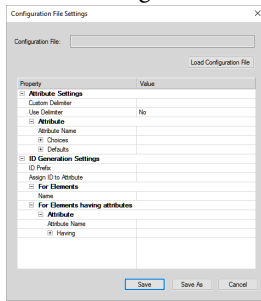 Configuration File Settings
Configuration File:
Load Configuration File
Property Value
Attribute Settings
Custom Delimiter
Use Delimiter No
Attribute
Attribute Name
Choices
Defaults
ID Generation Settings
ID Prefix
Assign ID to Attribute
For Elements
Name
For Elements having attributes
Attribute
Attribute Name
Having
Save Save As Cancel